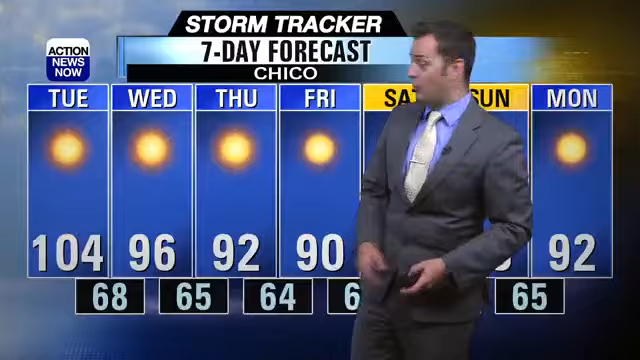 STORM TRACKER
ACTION NEWS NOW
7-DAY FORECAST
CHICO
TUE WED THU FRI SUN MON
104 96 92 90 92
68 65 64 65